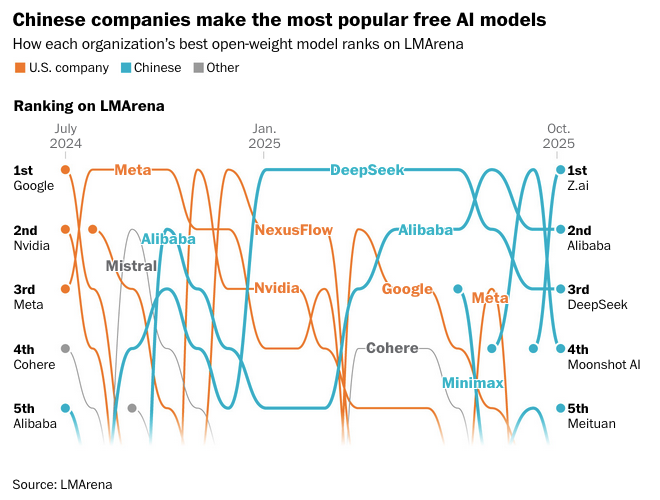 Chinese companies make the most popular free AI models
How each organization’s best open-weight model ranks on LMArena
U.S. company Chinese Other
Ranking on LMArena
July
2024
Jan.
2025
Oct.
2025
1st
Google
2nd
Nvidia
3rd
Meta
4th
Cohere
5th
Alibaba
Meta
DeepSeek
Alibaba
Mistral
NexusFlow
Alibaba
Nvidia
Google
Meta
Cohere
Minimax
1st
Z.ai
2nd
Alibaba
3rd
DeepSeek
4th
Moonshot AI
5th
Meituan
Source: LMArena